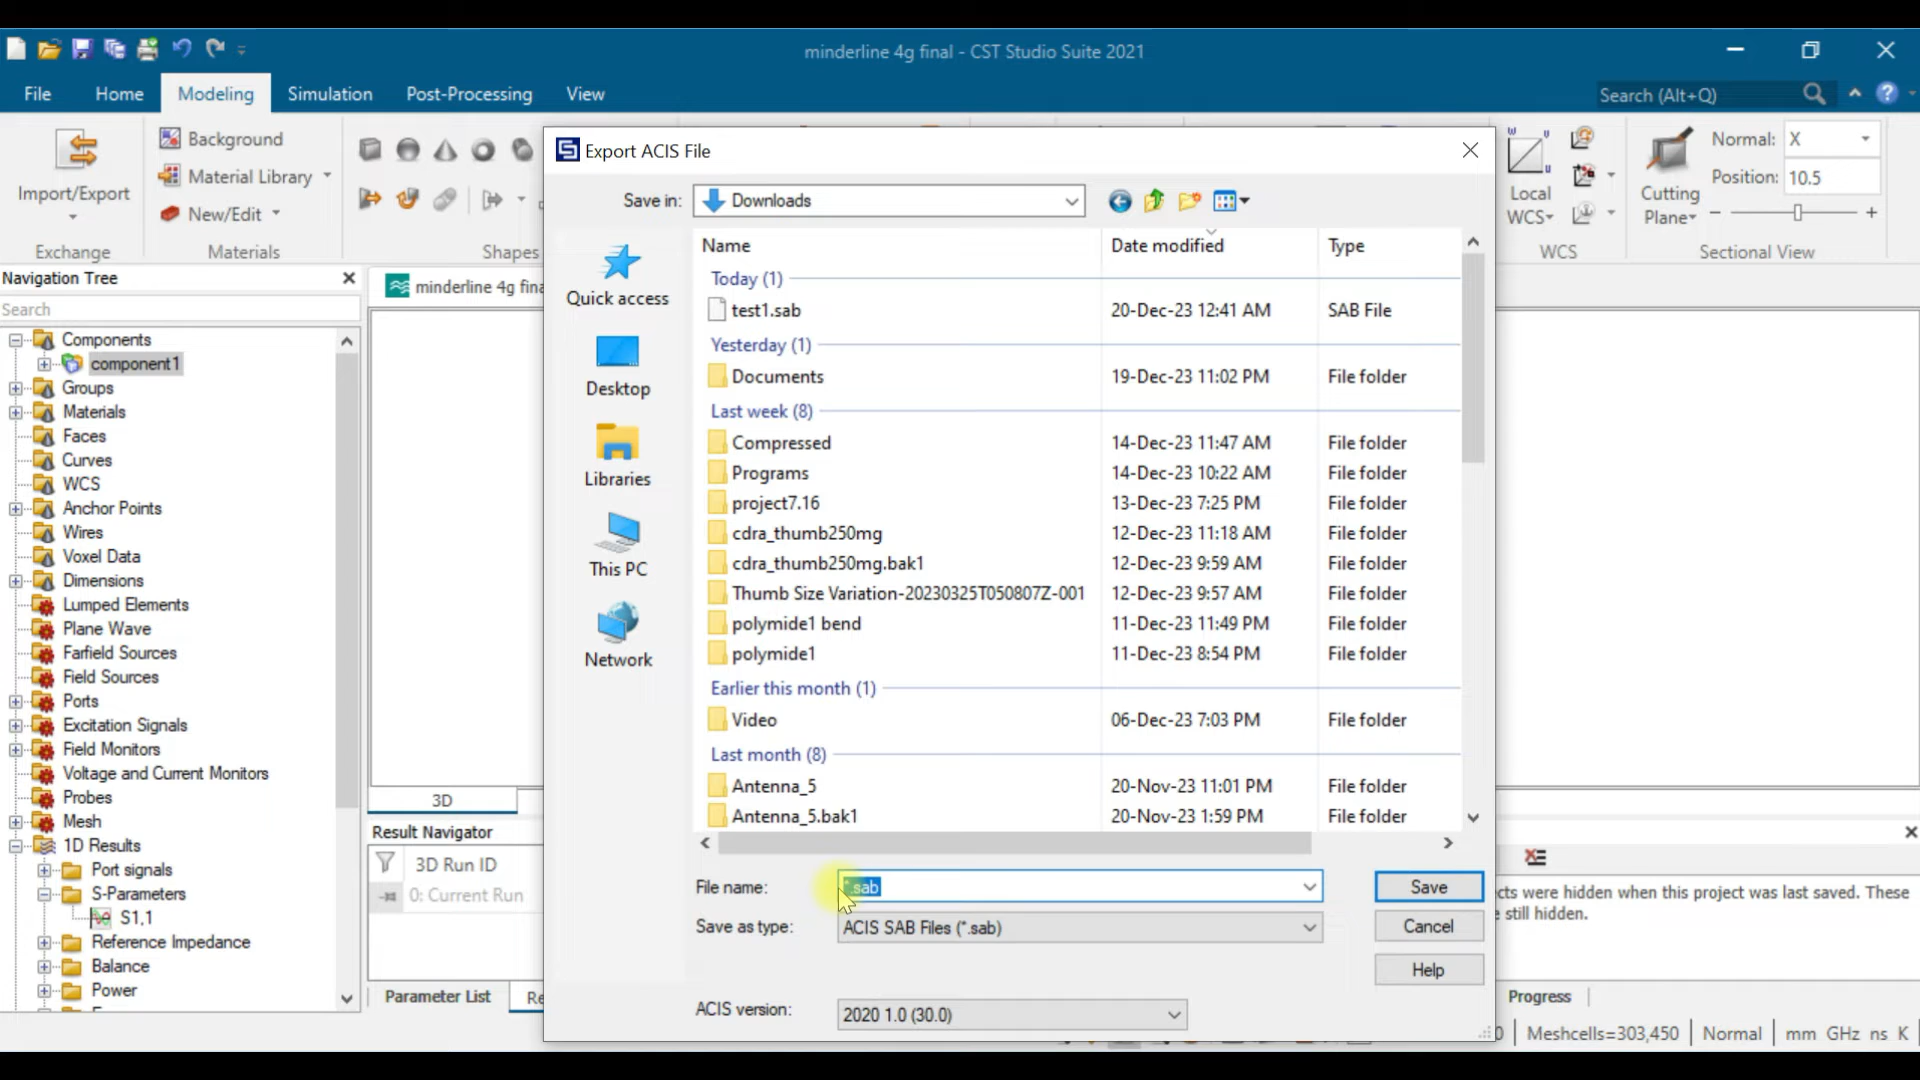 minderline 4g final - CST Studio Suite 2021
File
Home
Modeling
Simulation
Post-Processing
View
Search (Alt+Q)
Import/Export
Exchange
Background
Material Library
New/Edit
Materials
Shapes
Local
WCS
WCS
Cutting
Plane
Normal: X
Position: 10.5
Sectional View
Navigation Tree
Search
Components
component1
Groups
Materials
Faces
Curves
WCS
Anchor Points
Wires
Voxel Data
Dimensions
Lumped Elements
Plane Wave
Farfield Sources
Field Sources
Ports
Excitation Signals
Field Monitors
Voltage and Current Monitors
Probes
Mesh
1D Results
Port signals
S-Parameters
S1,1
Reference Impedance
Balance
Power
minderline 4g fina
3D
Result Navigator
3D Run ID
0: Current Run
Parameter List
Re
Export ACIS File
Save in: Downloads
Quick access
Desktop
Libraries
This PC
Network
Name Date modified Type
Today (1)
test1.sab 20-Dec-23 12:41 AM SAB File
Yesterday (1)
Documents 19-Dec-23 11:02 PM File folder
Last week (8)
Compressed 14-Dec-23 11:47 AM File folder
Programs 14-Dec-23 10:22 AM File folder
project7.16 13-Dec-23 7:25 PM File folder
cdra_thumb250mg 12-Dec-23 11:18 AM File folder
cdra_thumb250mg.bak1 12-Dec-23 9:59 AM File folder
Thumb Size Variation-20230325T050807Z-001 12-Dec-23 9:57 AM File folder
polymide1 bend 11-Dec-23 11:49 PM File folder
polymide1 11-Dec-23 8:54 PM File folder
Earlier this month (1)
Video 06-Dec-23 7:03 PM File folder
Last month (8)
Antenna_5 20-Nov-23 11:01 PM File folder
Antenna_5.bak1 20-Nov-23 1:59 PM File folder
File name: *.sab
Save
Save as type: ACIS SAB Files (*.sab)
Cancel
Help
ACIS version: 2020 1.0 (30.0)
cts were hidden when this project was last saved. These
still hidden.
Progress
Meshcells=303,450 Normal mm GHz ns K